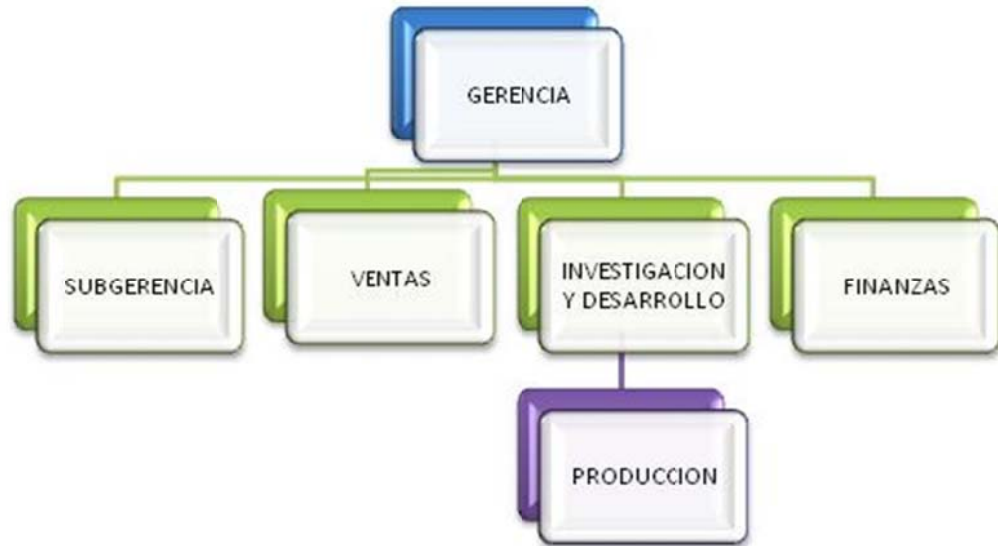 GERENCIA
SUBGERENCIA
VENTAS
INVESTIGACION
Y DESARROLLO
FINANZAS
PRODUCCION